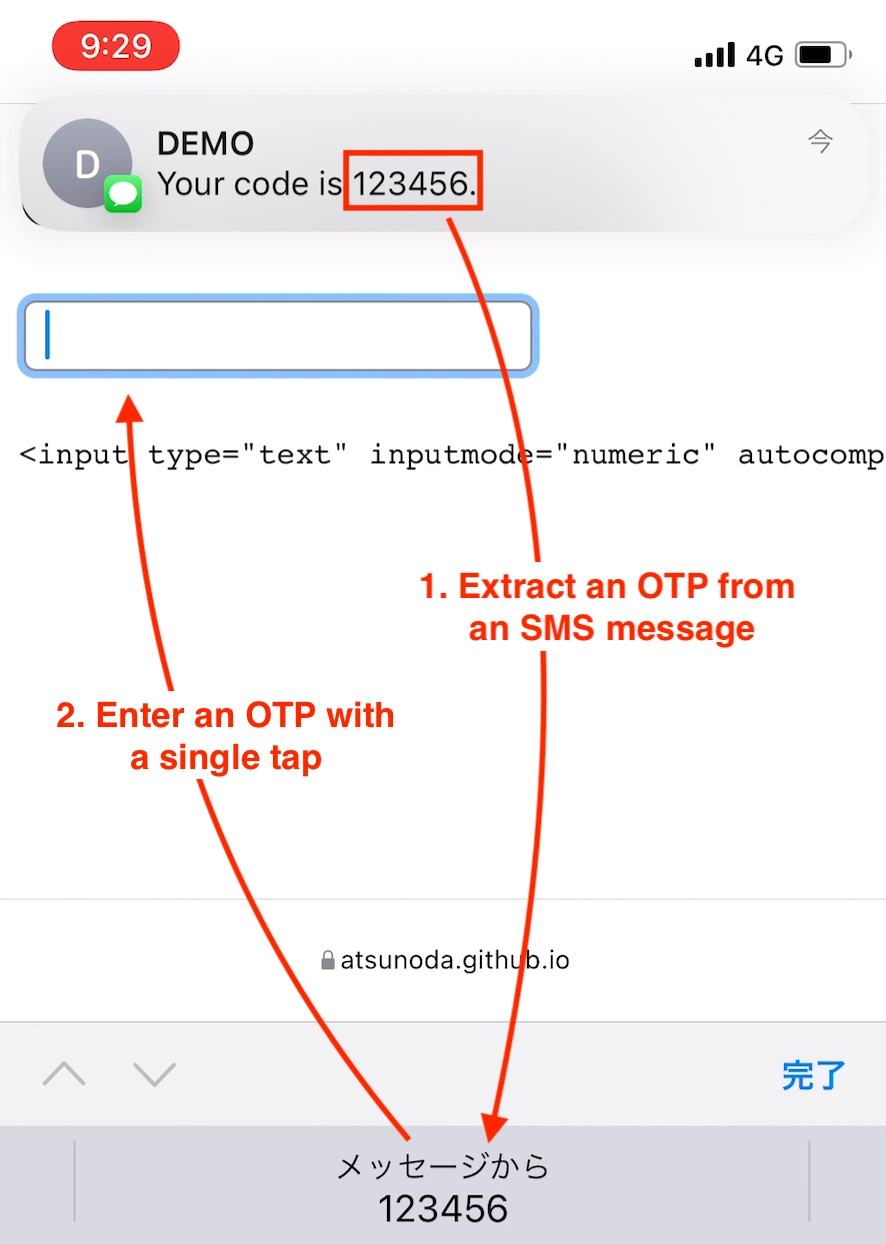 9:29
4G
D
DEMO
今
Your code is 123456.
<input type="text" inputmode="numeric" autocomp
1. Extract an OTP from
an SMS message
2. Enter an OTP with
a single tap
atsunoda.github.io
完了
メッセージから
123456